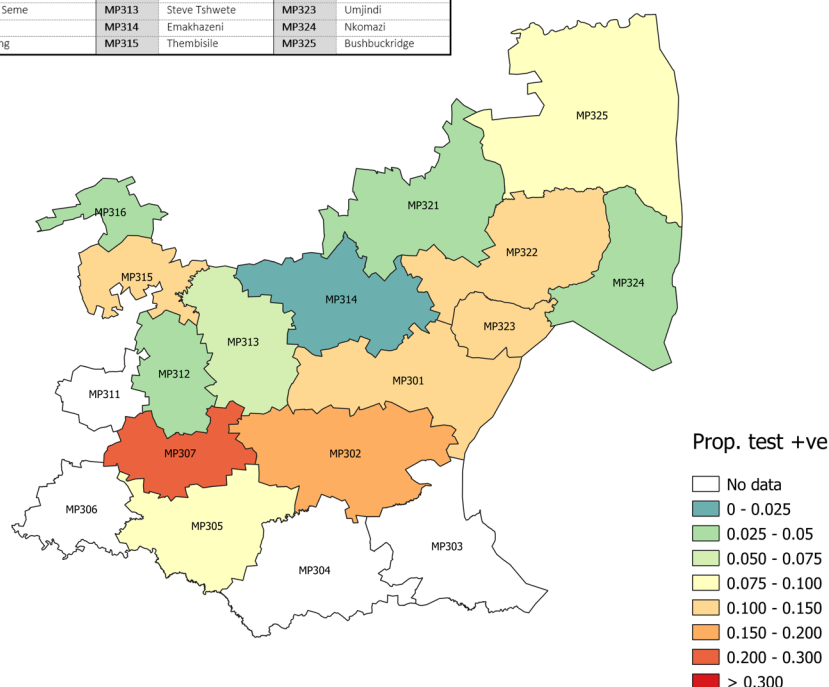 Seme MP313 Steve Tshwete MP323 Umjindi
MP314 Emakhazeni MP324 Nkomazi
ng MP315 Thembisile MP325 Bushbuckridge
MP325
MP316
MP321
MP322
MP315
MP324
MP314
MP323
MP313
MP312
MP301
MP311
MP307
MP302
MP306
MP305
MP303
MP304
Prop. test +ve
No data
0 - 0.025
0.025 - 0.05
0.050 - 0.075
0.075 - 0.100
0.100 - 0.150
0.150 - 0.200
0.200 - 0.300
> 0.300